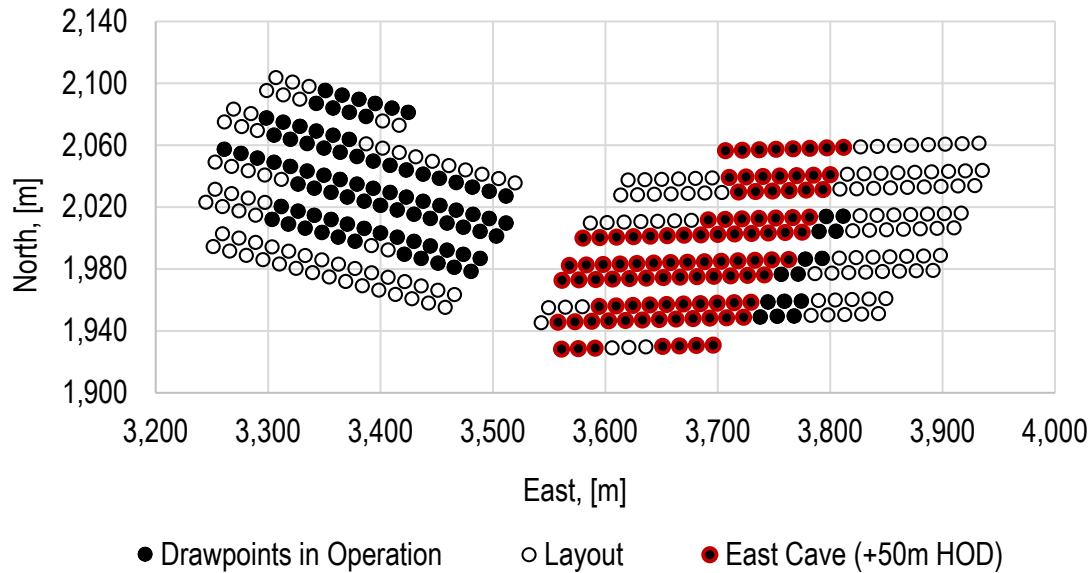 2,140
2,100
2,060
2,020
1,980
1,940
1,900
North, [m]
3,200 3,300 3,400 3,500 3,600 3,700 3,800 3,900 4,000
East, [m]
Drawpoints in Operation Layout East Cave (+50m HOD)